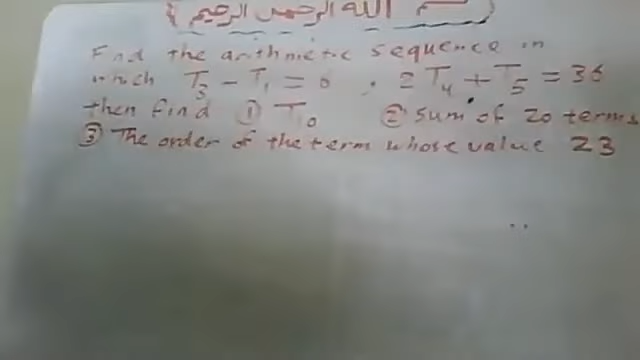 بسم الله الرحمن الرحيم
Find the arithmetic sequence in
which T₃ - T₁ = 6 , 2 T₄ + T₅ = 36
then find ① T₁₀ ② sum of 20 terms
③ The order of the term whose value 23